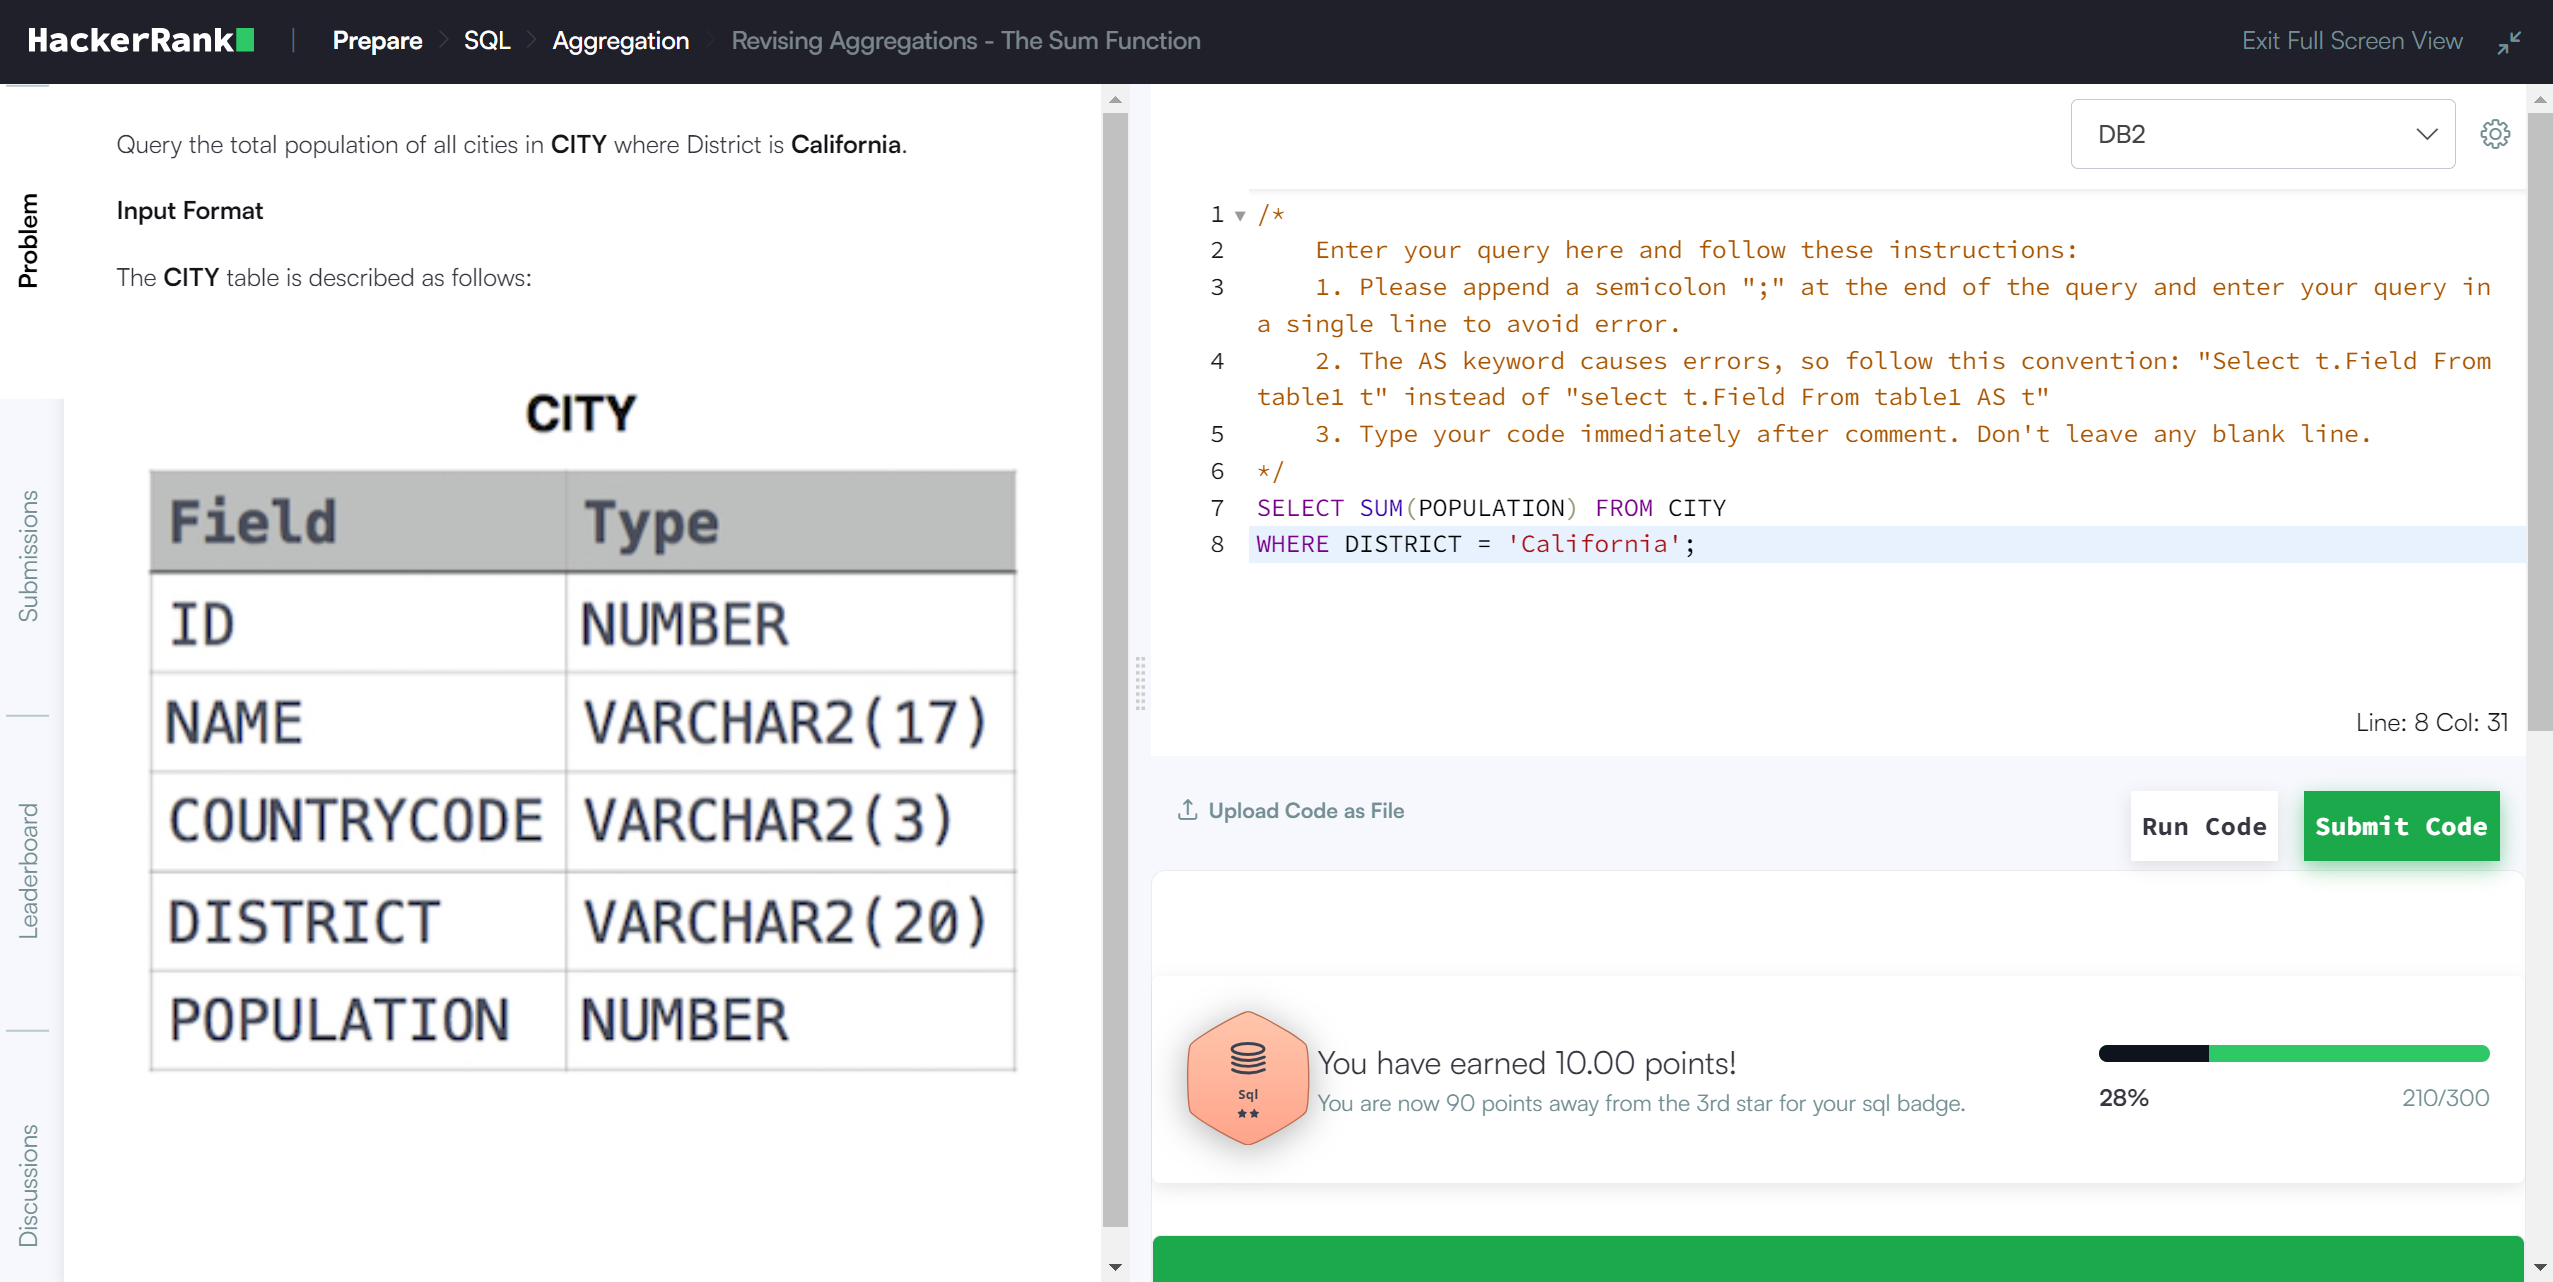 HackerRank | Prepare > SQL > Aggregation > Revising Aggregations - The Sum Function
Exit Full Screen View
Problem
Submissions
Leaderboard
Discussions
Query the total population of all cities in CITY where District is California.
Input Format
The CITY table is described as follows:
CITY
Field Type
ID NUMBER
NAME VARCHAR2(17)
COUNTRYCODE VARCHAR2(3)
DISTRICT VARCHAR2(20)
POPULATION NUMBER
DB2
1 /*
2 Enter your query here and follow these instructions:
3 1. Please append a semicolon ";" at the end of the query and enter your query in
a single line to avoid error.
4 2. The AS keyword causes errors, so follow this convention: "Select t.Field From
table1 t" instead of "select t.Field From table1 AS t"
5 3. Type your code immediately after comment. Don't leave any blank line.
6 */
7 SELECT SUM(POPULATION) FROM CITY
8 WHERE DISTRICT = 'California';
Line: 8 Col: 31
Upload Code as File
Run Code
Submit Code
Sql
You have earned 10.00 points!
You are now 90 points away from the 3rd star for your sql badge.
28%
210/300